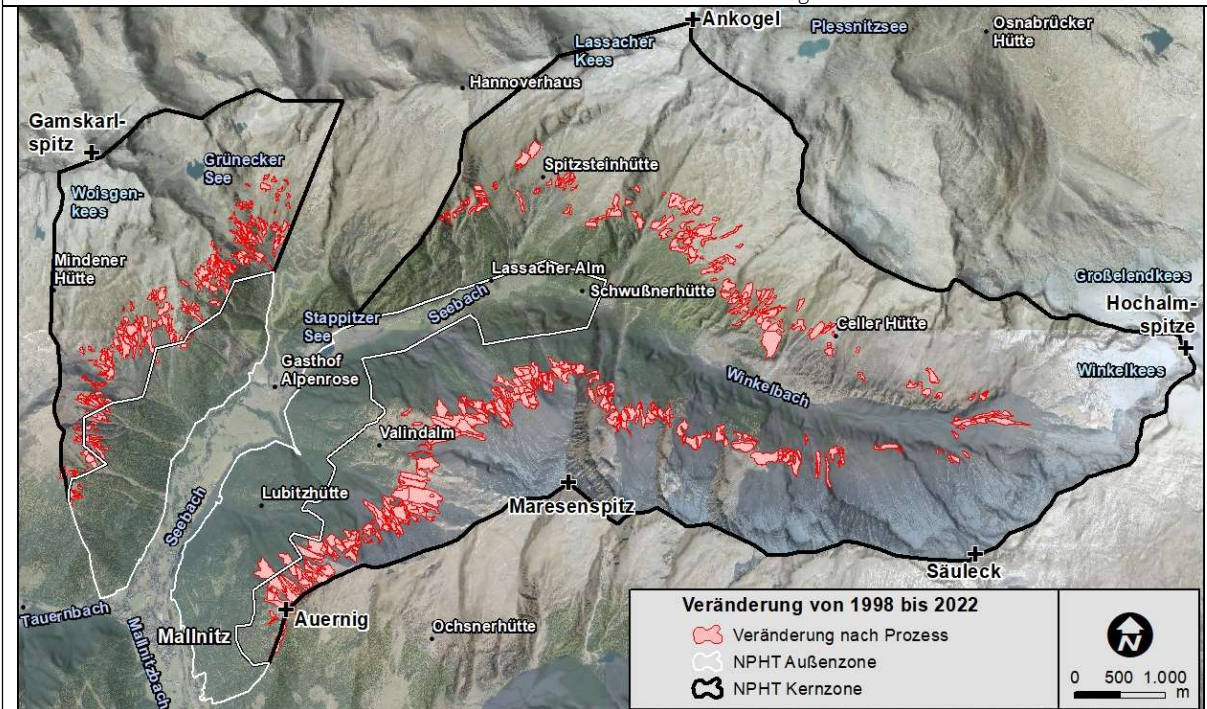 Ankogel
Plessnitzsee
Osnabrücker
Hütte
Lassacher
Kees
Hannoverhaus
Gamskarl-
spitz
Grünecker
See
Spitzsteinhütte
Woisgen-
kees
Mindener
Hütte
Lassacher-Alm
Großelendkees
Seebach
Schwußnerhütte
Hochalm-
spitze
Stappitzer
See
Celler Hütte
Gasthof
Alpenrose
Winkelkees
Winkelbach
Valindalm
Lubitzhütte
Maresenspitz
Seebach
Säuleck
Tauernbach
Auernig
Mallnitz
Ochsnerhütte
Mallnitzbach
Veränderung von 1998 bis 2022
Veränderung nach Prozess
NPHT Außenzone
NPHT Kernzone
N
0 500 1.000
m